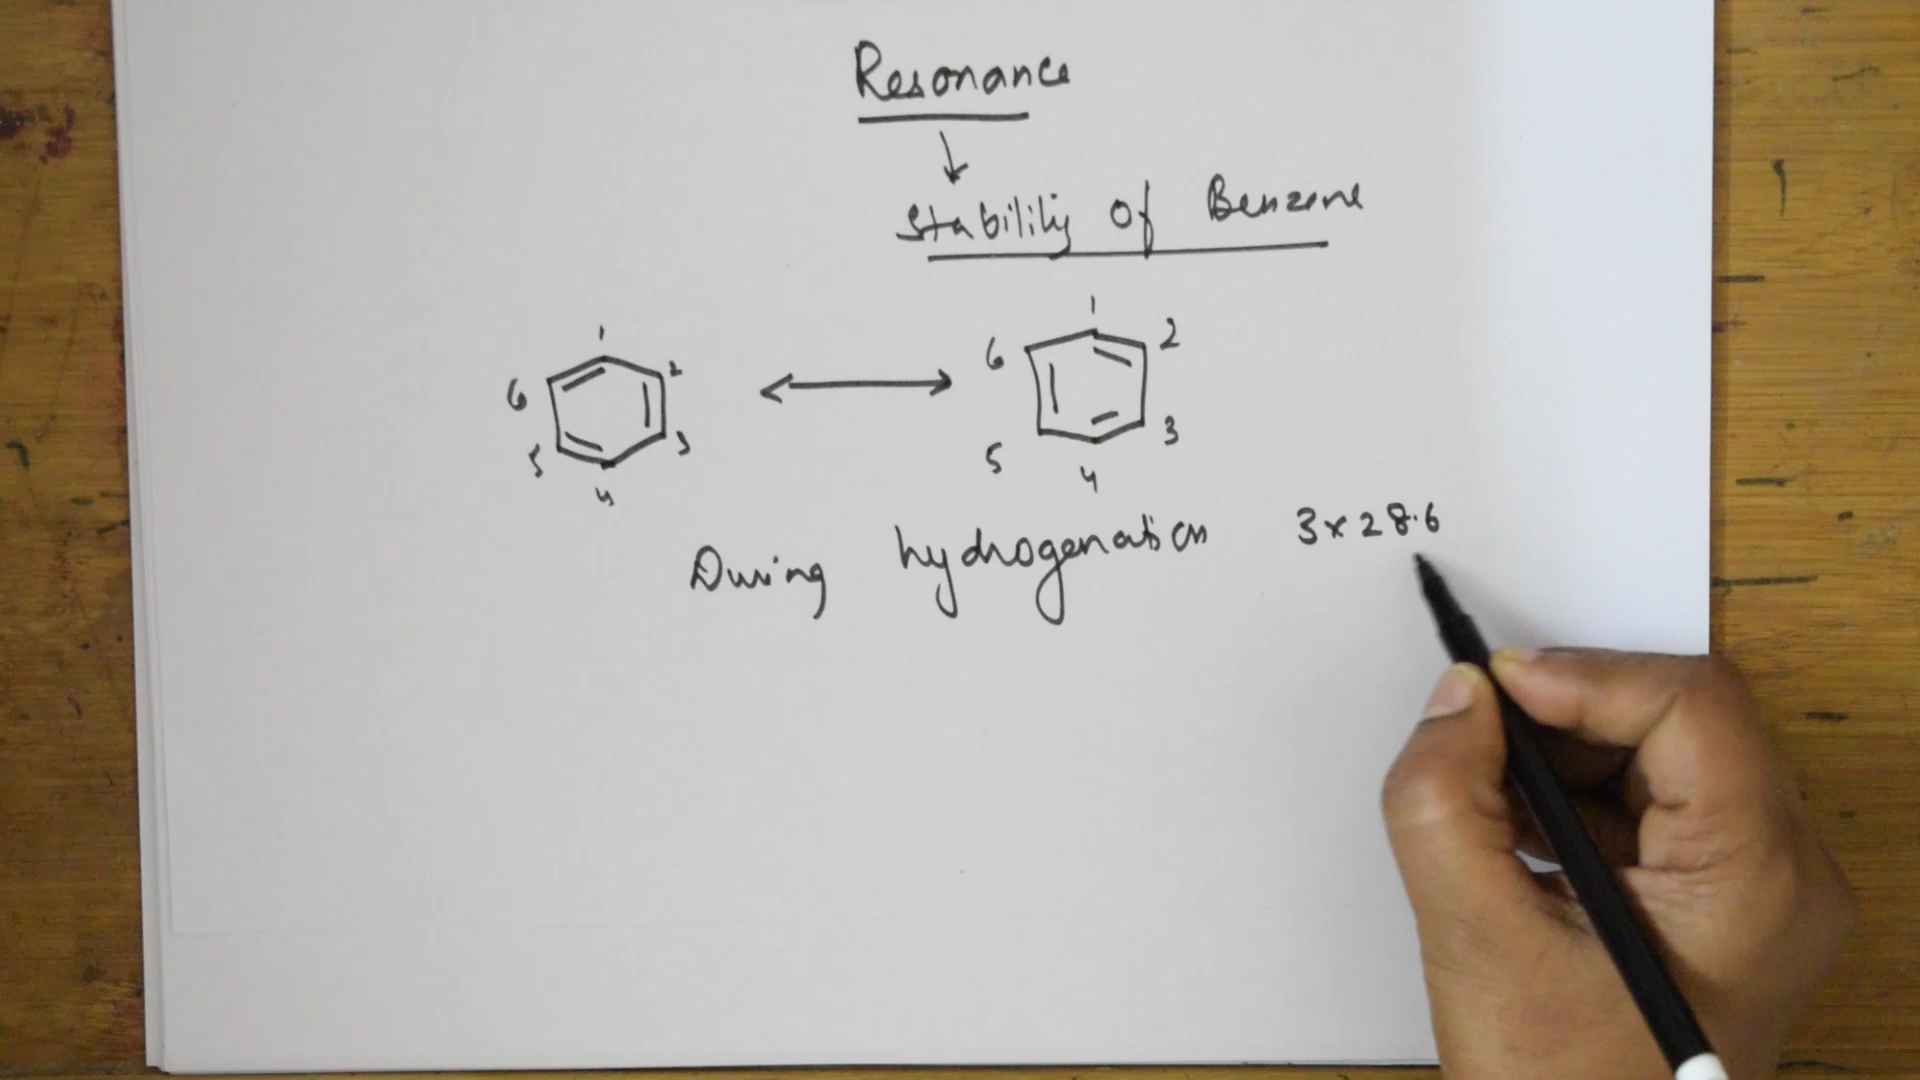 Resonance
Stability Of Benzene
1
6 2
5 3
4
1
6 2
5 3
4
During hydrogenation 3 x 28.6